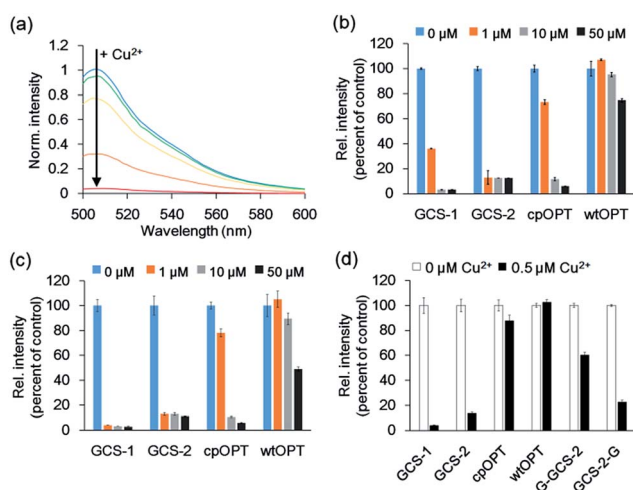 (a)
+ Cu²⁺
1.2
1
0.8
0.6
0.4
0.2
0
500 520 540 560 580 600
Norm. intensity
Wavelength (nm)
(b)
0 µM 1 µM 10 µM 50 µM
120
100
80
60
40
20
0
Rel. intensity
(percent of control)
GCS-1 GCS-2 cpOPT wtOPT
(c)
0 µM 1 µM 10 µM 50 µM
120
100
80
60
40
20
0
Rel. intensity
(percent of control)
GCS-1 GCS-2 cpOPT wtOPT
(d)
0 µM Cu²⁺ 0.5 µM Cu²⁺
120
100
80
60
40
20
0
Rel. intensity
(percent of control)
GCS-1 GCS-2 cpOPT wtOPT G-GCS-2 GCS-2-G